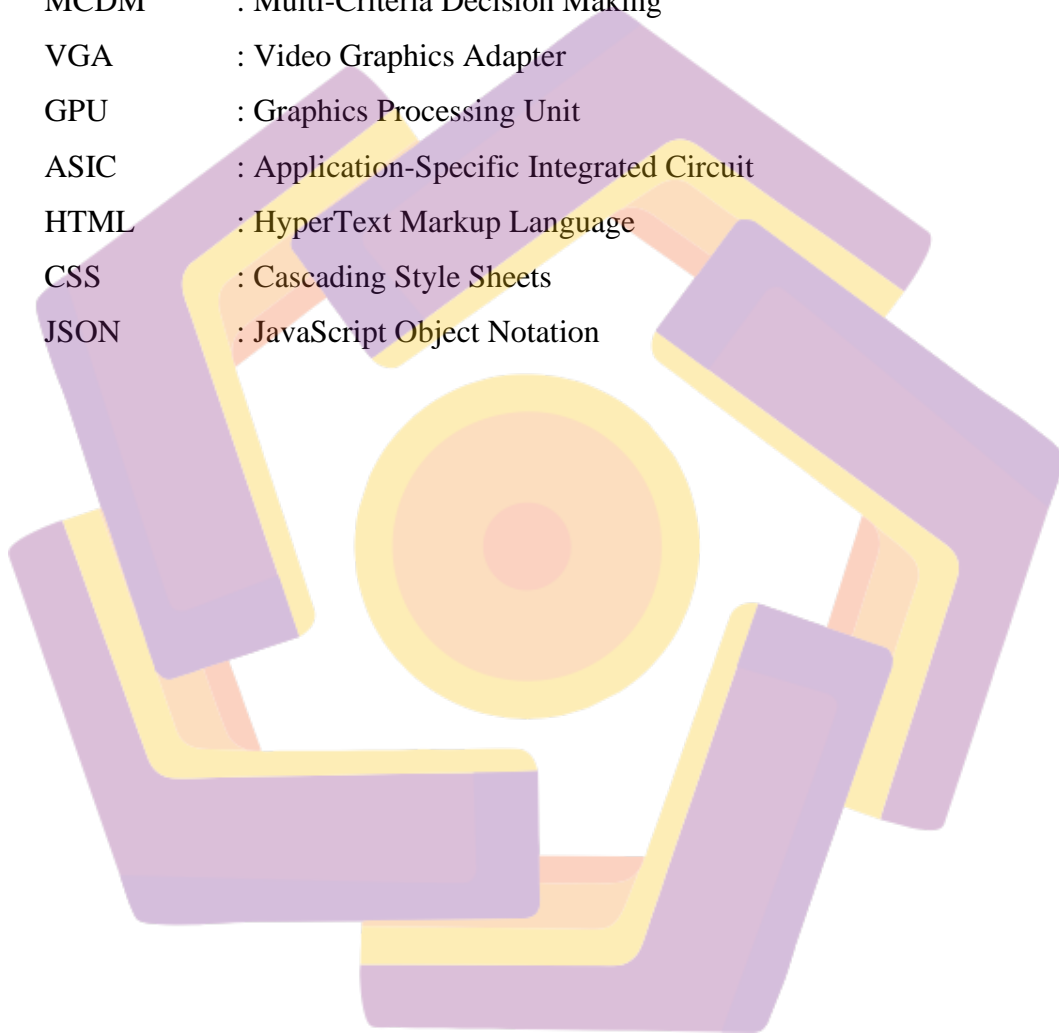 MCDM : Multi-Criteria Decision Making
VGA : Video Graphics Adapter
GPU : Graphics Processing Unit
ASIC : Application-Specific Integrated Circuit
HTML : HyperText Markup Language
CSS : Cascading Style Sheets
JSON : JavaScript Object Notation